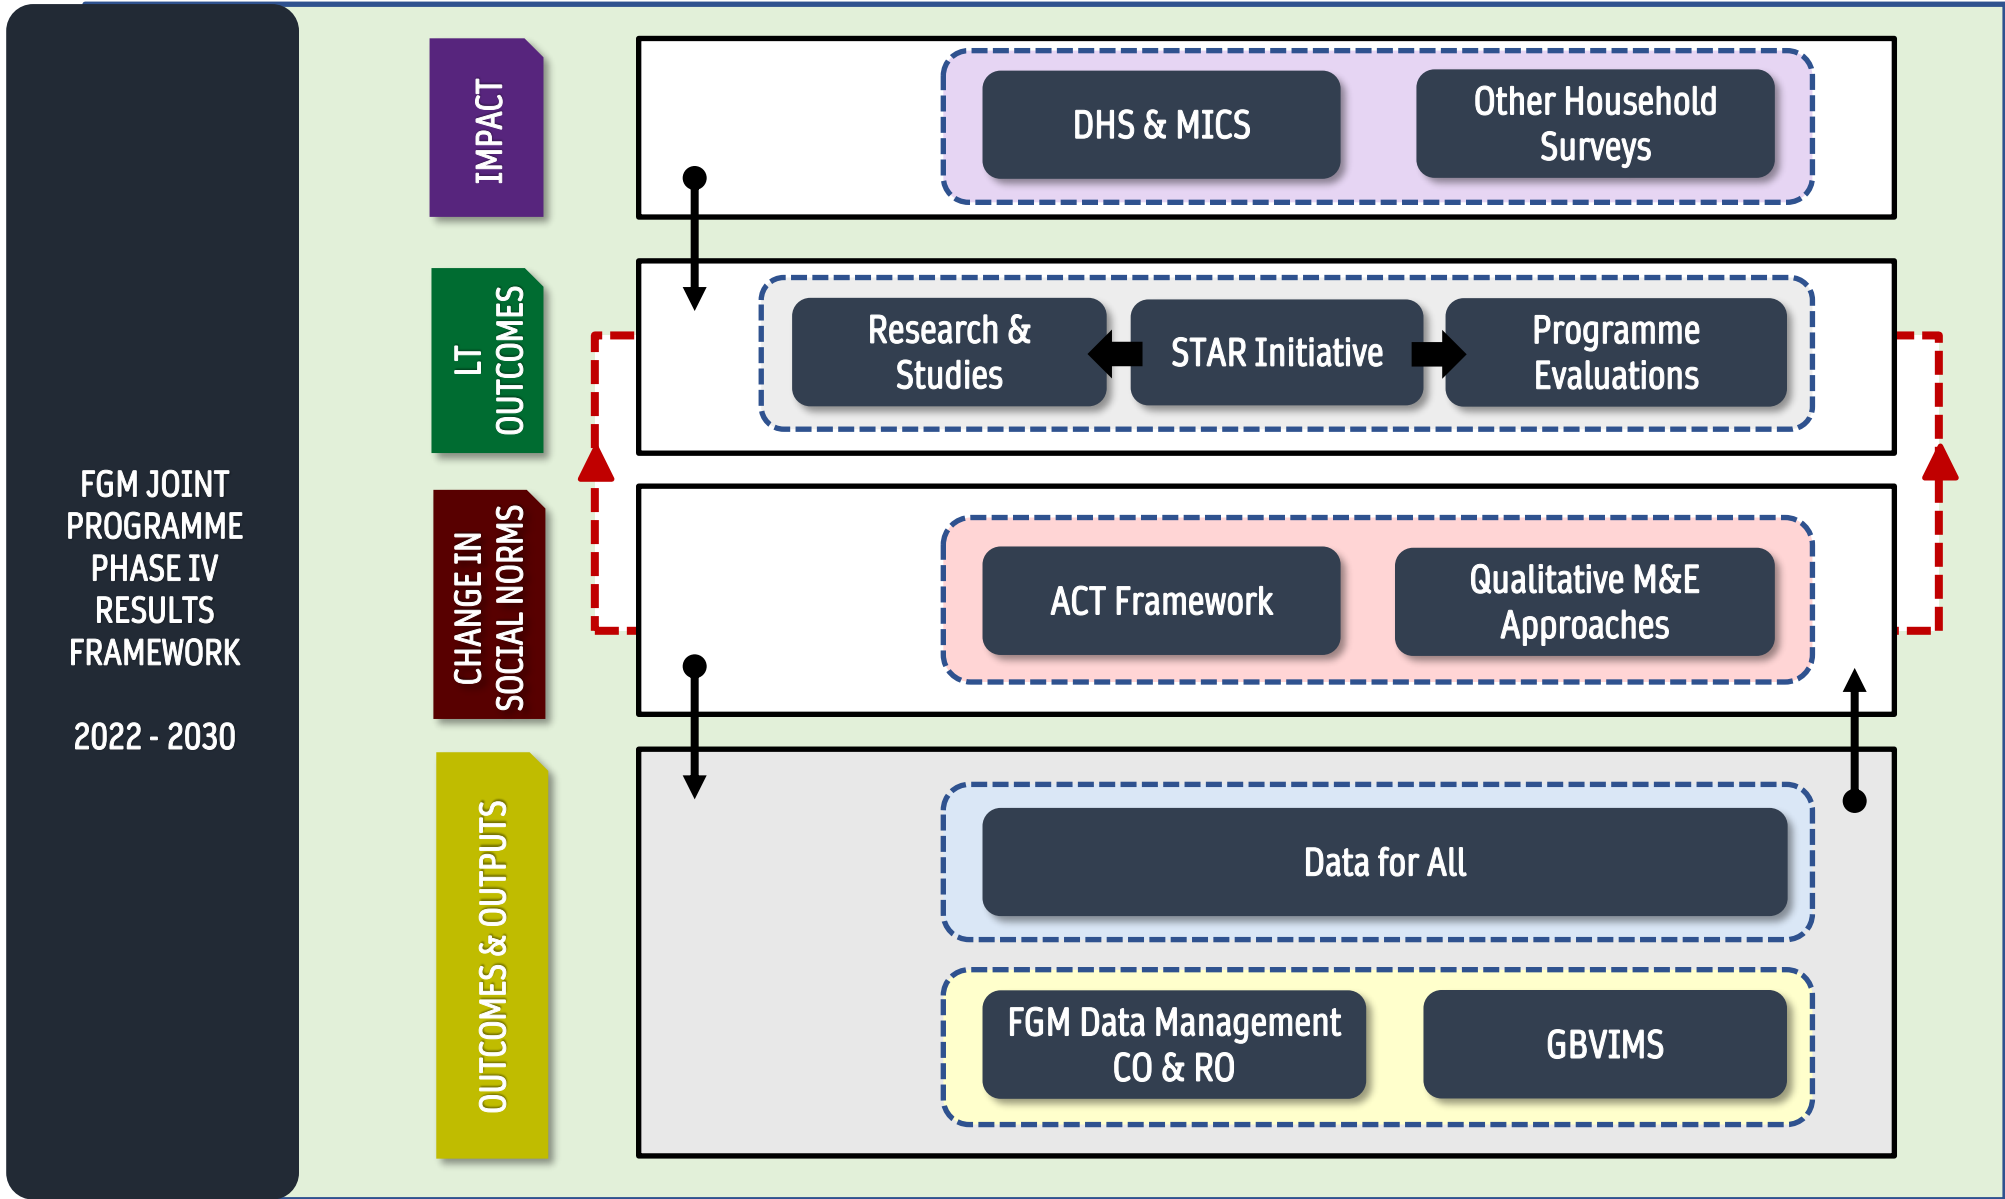 FGM JOINT
PROGRAMME
PHASE IV
RESULTS
FRAMEWORK
2022 - 2030
IMPACT
DHS & MICS
Other Household
Surveys
LT
OUTCOMES
Research &
Studies
STAR Initiative
Programme
Evaluations
CHANGE IN
SOCIAL NORMS
ACT Framework
Qualitative M&E
Approaches
OUTCOMES & OUTPUTS
Data for All
FGM Data Management
CO & RO
GBVIMS